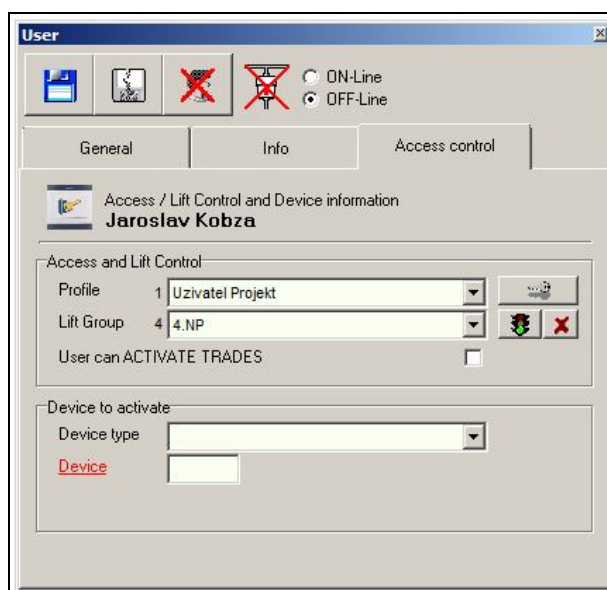 User
ON-Line
OFF-Line
General Info Access control
Access / Lift Control and Device information
Jaroslav Kobza
Access and Lift Control
Profile 1 Uzivatel Projekt
Lift Group 4 4.NP
User can ACTIVATE TRADES
Device to activate
Device type
Device